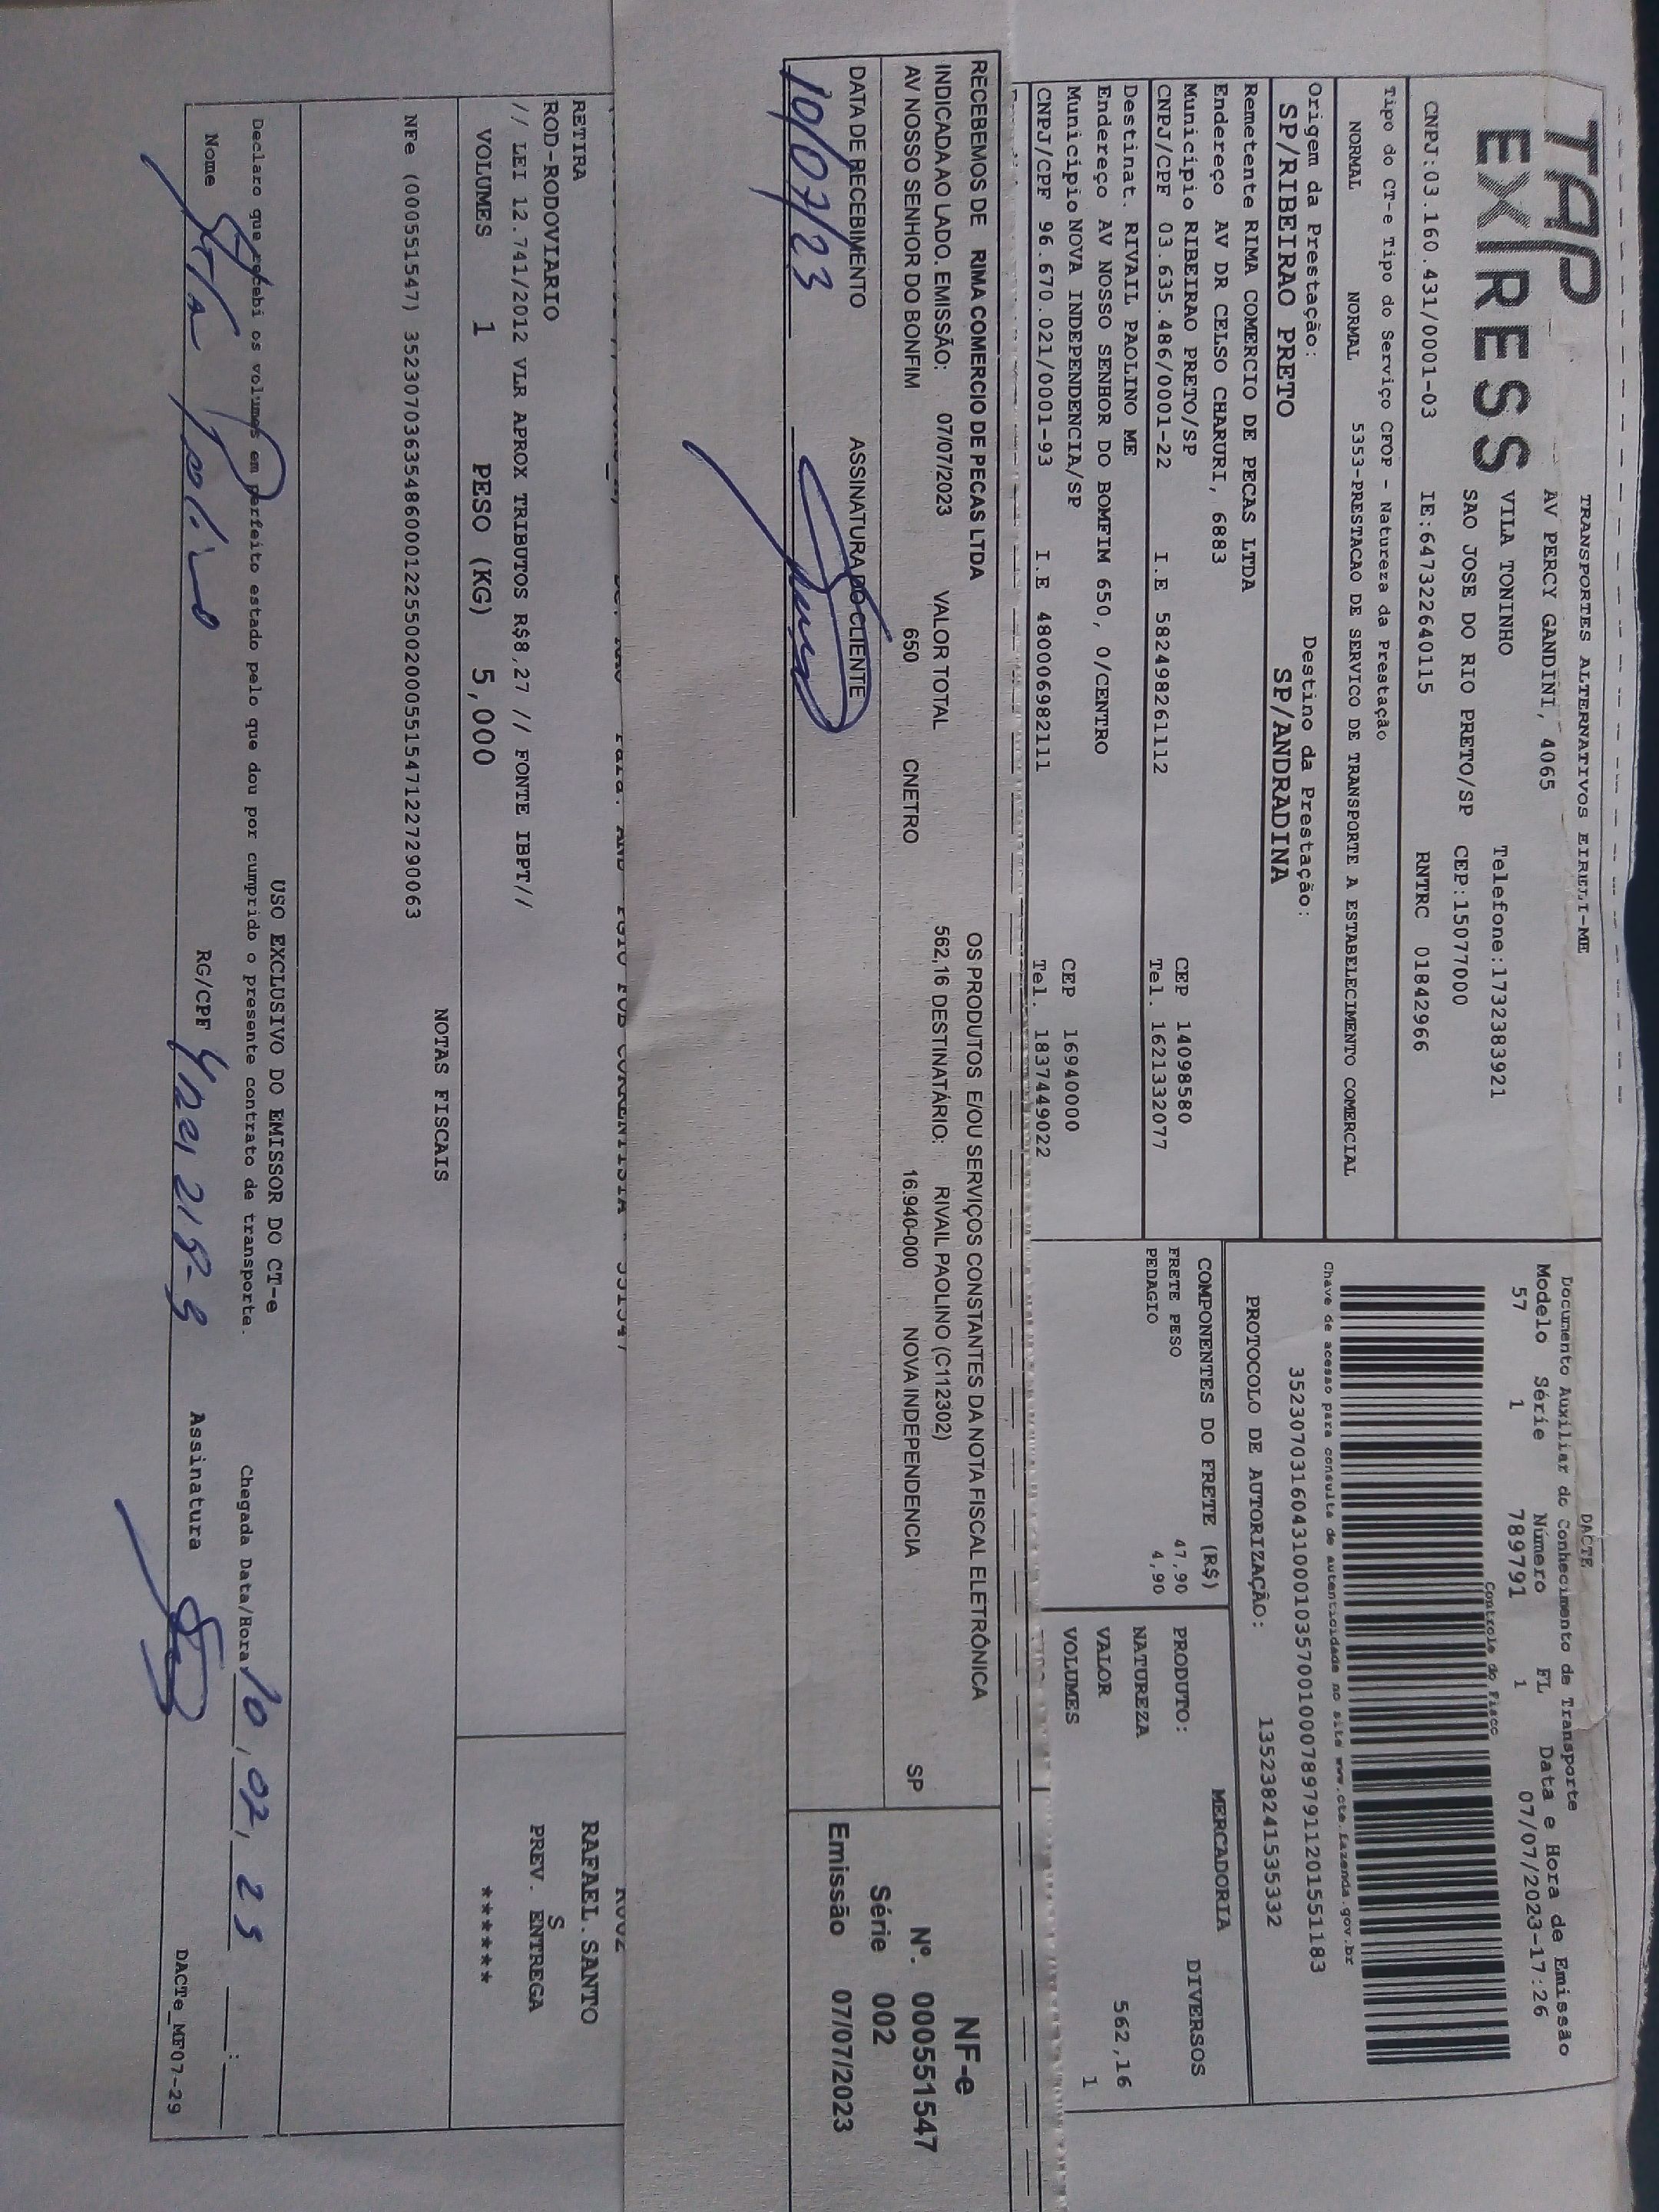 TAP
EX/RESS
TRANSPORTES ALTERNATIVOS EIRELI-ME
AV PERCY GANDINI, 4065
VILA TONINHO Telefone:1732383921
SAO JOSE DO RIO PRETO/SP CEP:15077000
CNPJ:03.160.431/0001-03 IE:647322640115 RNTRC 01842966
Tipo do CT-e Tipo do Serviço CFOP - Natureza da Prestação
NORMAL NORMAL 5353-PRESTACAO DE SERVICO DE TRANSPORTE A ESTABELECIMENTO COMERCIAL
Origem da Prestação: Destino da Prestação:
SP/RIBEIRAO PRETO SP/ANDRADINA
Remetente RIMA COMERCIO DE PECAS LTDA
Endereço AV DR CELSO CHARURI, 6883
Municipio RIBEIRAO PRETO/SP CEP 14098580
CNPJ/CPF 03.635.486/0001-22 I.E 582498261112 Tel. 1621332077
Destinat. RIVAIL PAOLINO ME
Endereço AV NOSSO SENHOR DO BOMFIM 650, 0/CENTRO
Municipio NOVA INDEPENDENCIA/SP CEP 16940000
CNPJ/CPF 96.670.021/0001-93 I.E 480006982111 Tel. 1837449022
DACTE
Documento Auxiliar do Conhecimento de Transporte
Modelo Série Número FL Data e Hora de Emissão
57 1 789791 1 07/07/2023-17:26
Controle do Fisco
Chave de acesso para consulta de autenticidade no site www.cte.fazenda.gov.br
35230703160431000103570010007897911201551183
PROTOCOLO DE AUTORIZAÇÃO: 135238241535332
COMPONENTES DO FRETE (R$)
FRETE PESO 47,90
PEDAGIO 4,90
MERCADORIA
PRODUTO: DIVERSOS
NATUREZA
VALOR 562,16
VOLUMES 1
RECEBEMOS DE RIMA COMERCIO DE PECAS LTDA OS PRODUTOS E/OU SERVIÇOS CONSTANTES DA NOTA FISCAL ELETRÔNICA
INDICADA AO LADO. EMISSÃO: 07/07/2023 VALOR TOTAL 562,16 DESTINATÁRIO: RIVAIL PAOLINO (C112302)
AV NOSSO SENHOR DO BONFIM 650 CNETRO 16.940-000 NOVA INDEPENDENCIA SP
DATA DE RECEBIMENTO ASSINATURA DO CLIENTE
10/07/23
NF-e
Nº. 000551547
Série 002
Emissão 07/07/2023
RETIRA
ROD-RODOVIARIO
// LEI 12.741/2012 VLR APROX TRIBUTOS R$8,27 // FONTE IBPT//
RAFAEL.SANTO
S
PREV. ENTREGA
******
VOLUMES 1 PESO (KG) 5,000
NOTAS FISCAIS
NFe (000551547) 35230703635486000122550020005515471227290063
USO EXCLUSIVO DO EMISSOR DO CT-e
Declaro que recebi os volumes em perfeito estado pelo que dou por cumprido o presente contrato de transporte.
Chegada Data/Hora 10, 07, 23 :
Nome RG/CPF Assinatura
DACTe_MF07-29